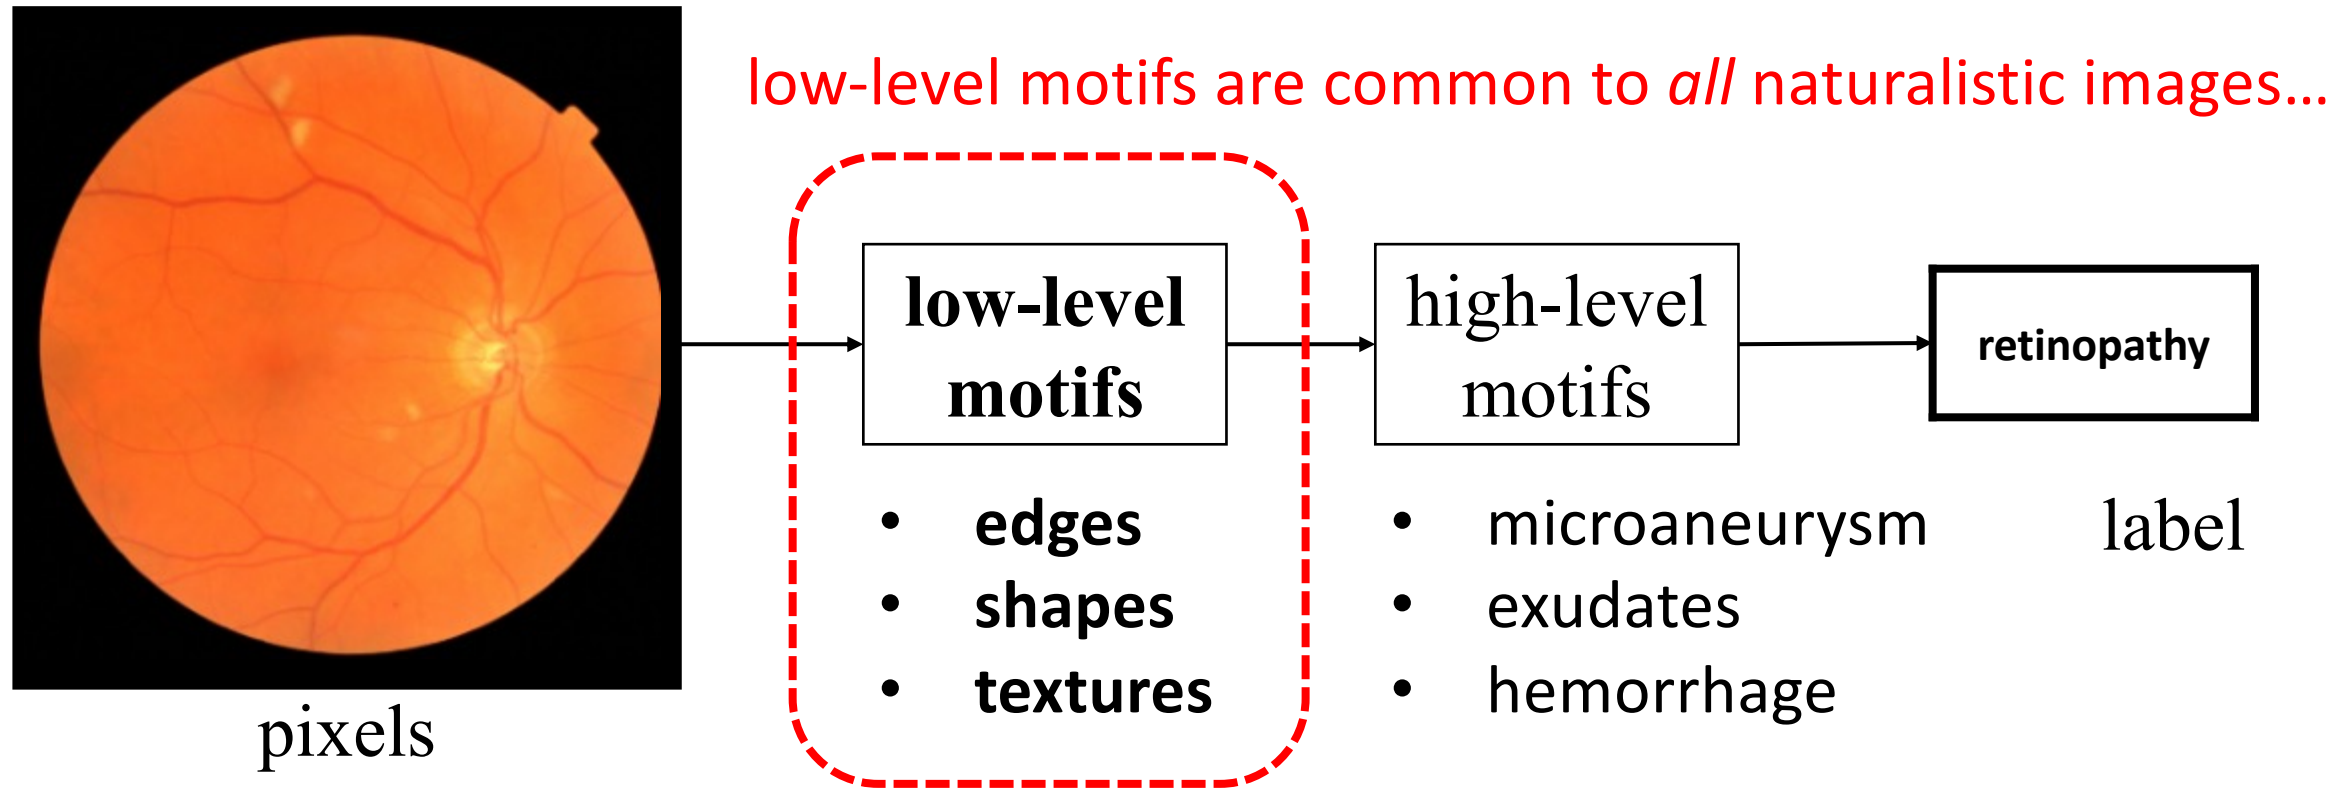 low-level motifs are common to all naturalistic images...
low-level
motifs
high-level
motifs
retinopathy
• edges
• shapes
• textures
• microaneurysm
• exudates
• hemorrhage
label
pixels